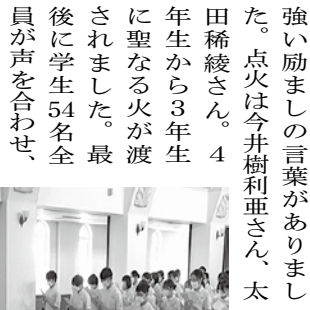 強い励ましの言葉がありまし
た。点火は今井樹利亜さん、太
田稀綾さん。4
年生から3年生
に聖なる火が渡
されました。最
後に学生54名全
員が声を合わせ、